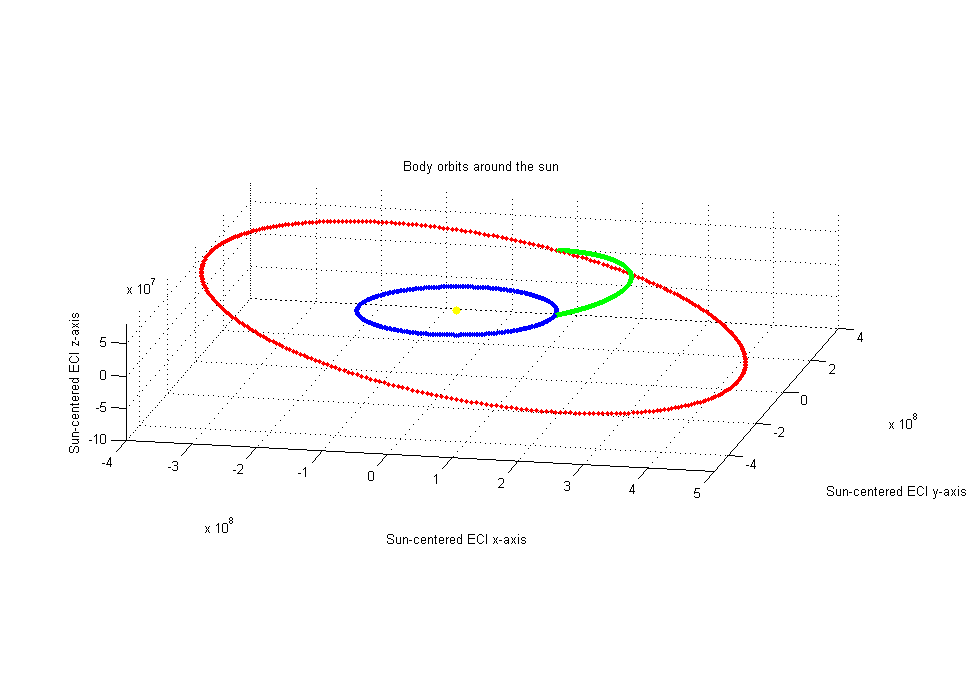 Body orbits around the sun
x 10^7
Sun-centered ECI z-axis
5
0
-5
-10
-4
-3
-2
-1
0
1
2
3
4
5
x 10^8
Sun-centered ECI x-axis
4
2
0
-2
-4
x 10^8
Sun-centered ECI y-axis